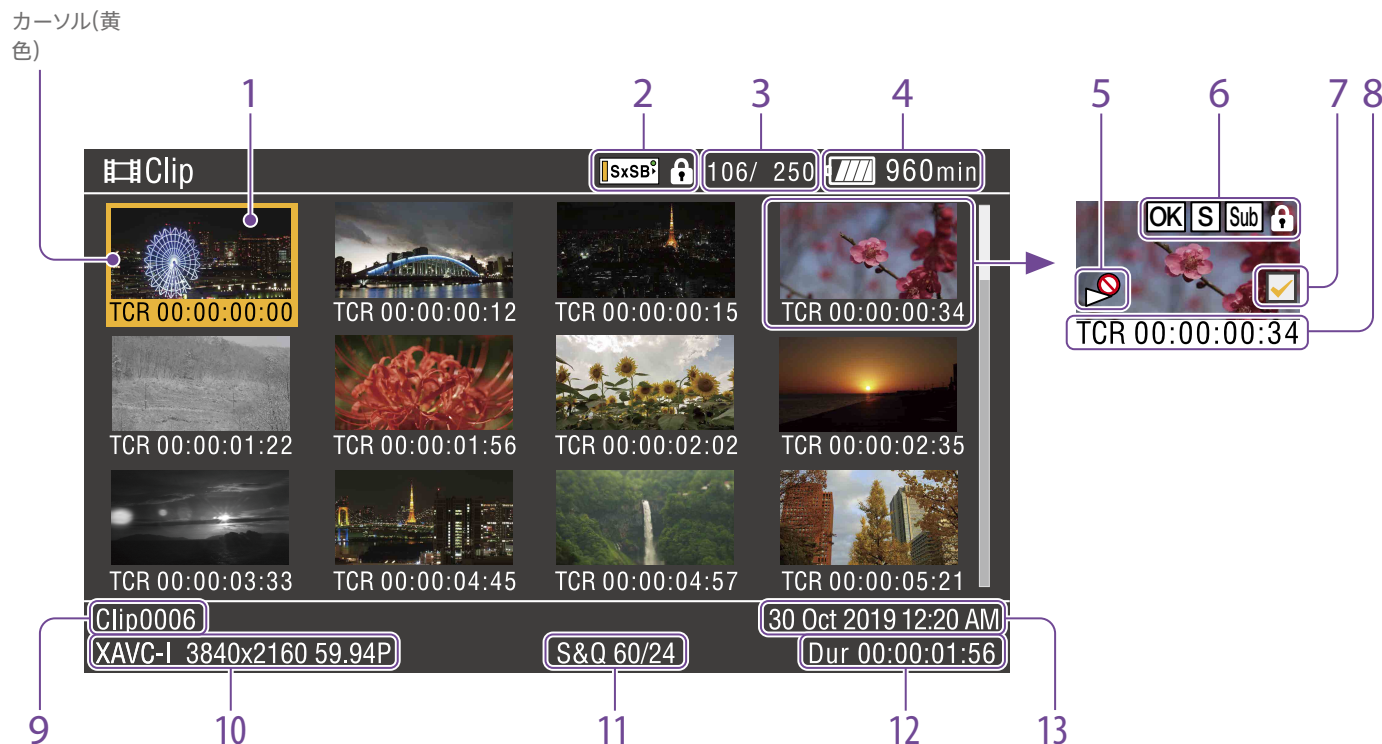 カーソル(黄
色)
1
2
3
4
5
6
7
8
Clip
SxSB
106/ 250
960min
OK S Sub
TCR 00:00:00:00
TCR 00:00:00:12
TCR 00:00:00:15
TCR 00:00:00:34
TCR 00:00:00:34
TCR 00:00:01:22
TCR 00:00:01:56
TCR 00:00:02:02
TCR 00:00:02:35
TCR 00:00:03:33
TCR 00:00:04:45
TCR 00:00:04:57
TCR 00:00:05:21
Clip0006
30 Oct 2019 12:20 AM
XAVC-I 3840x2160 59.94P
S&Q 60/24
Dur 00:00:01:56
9
10
11
12
13